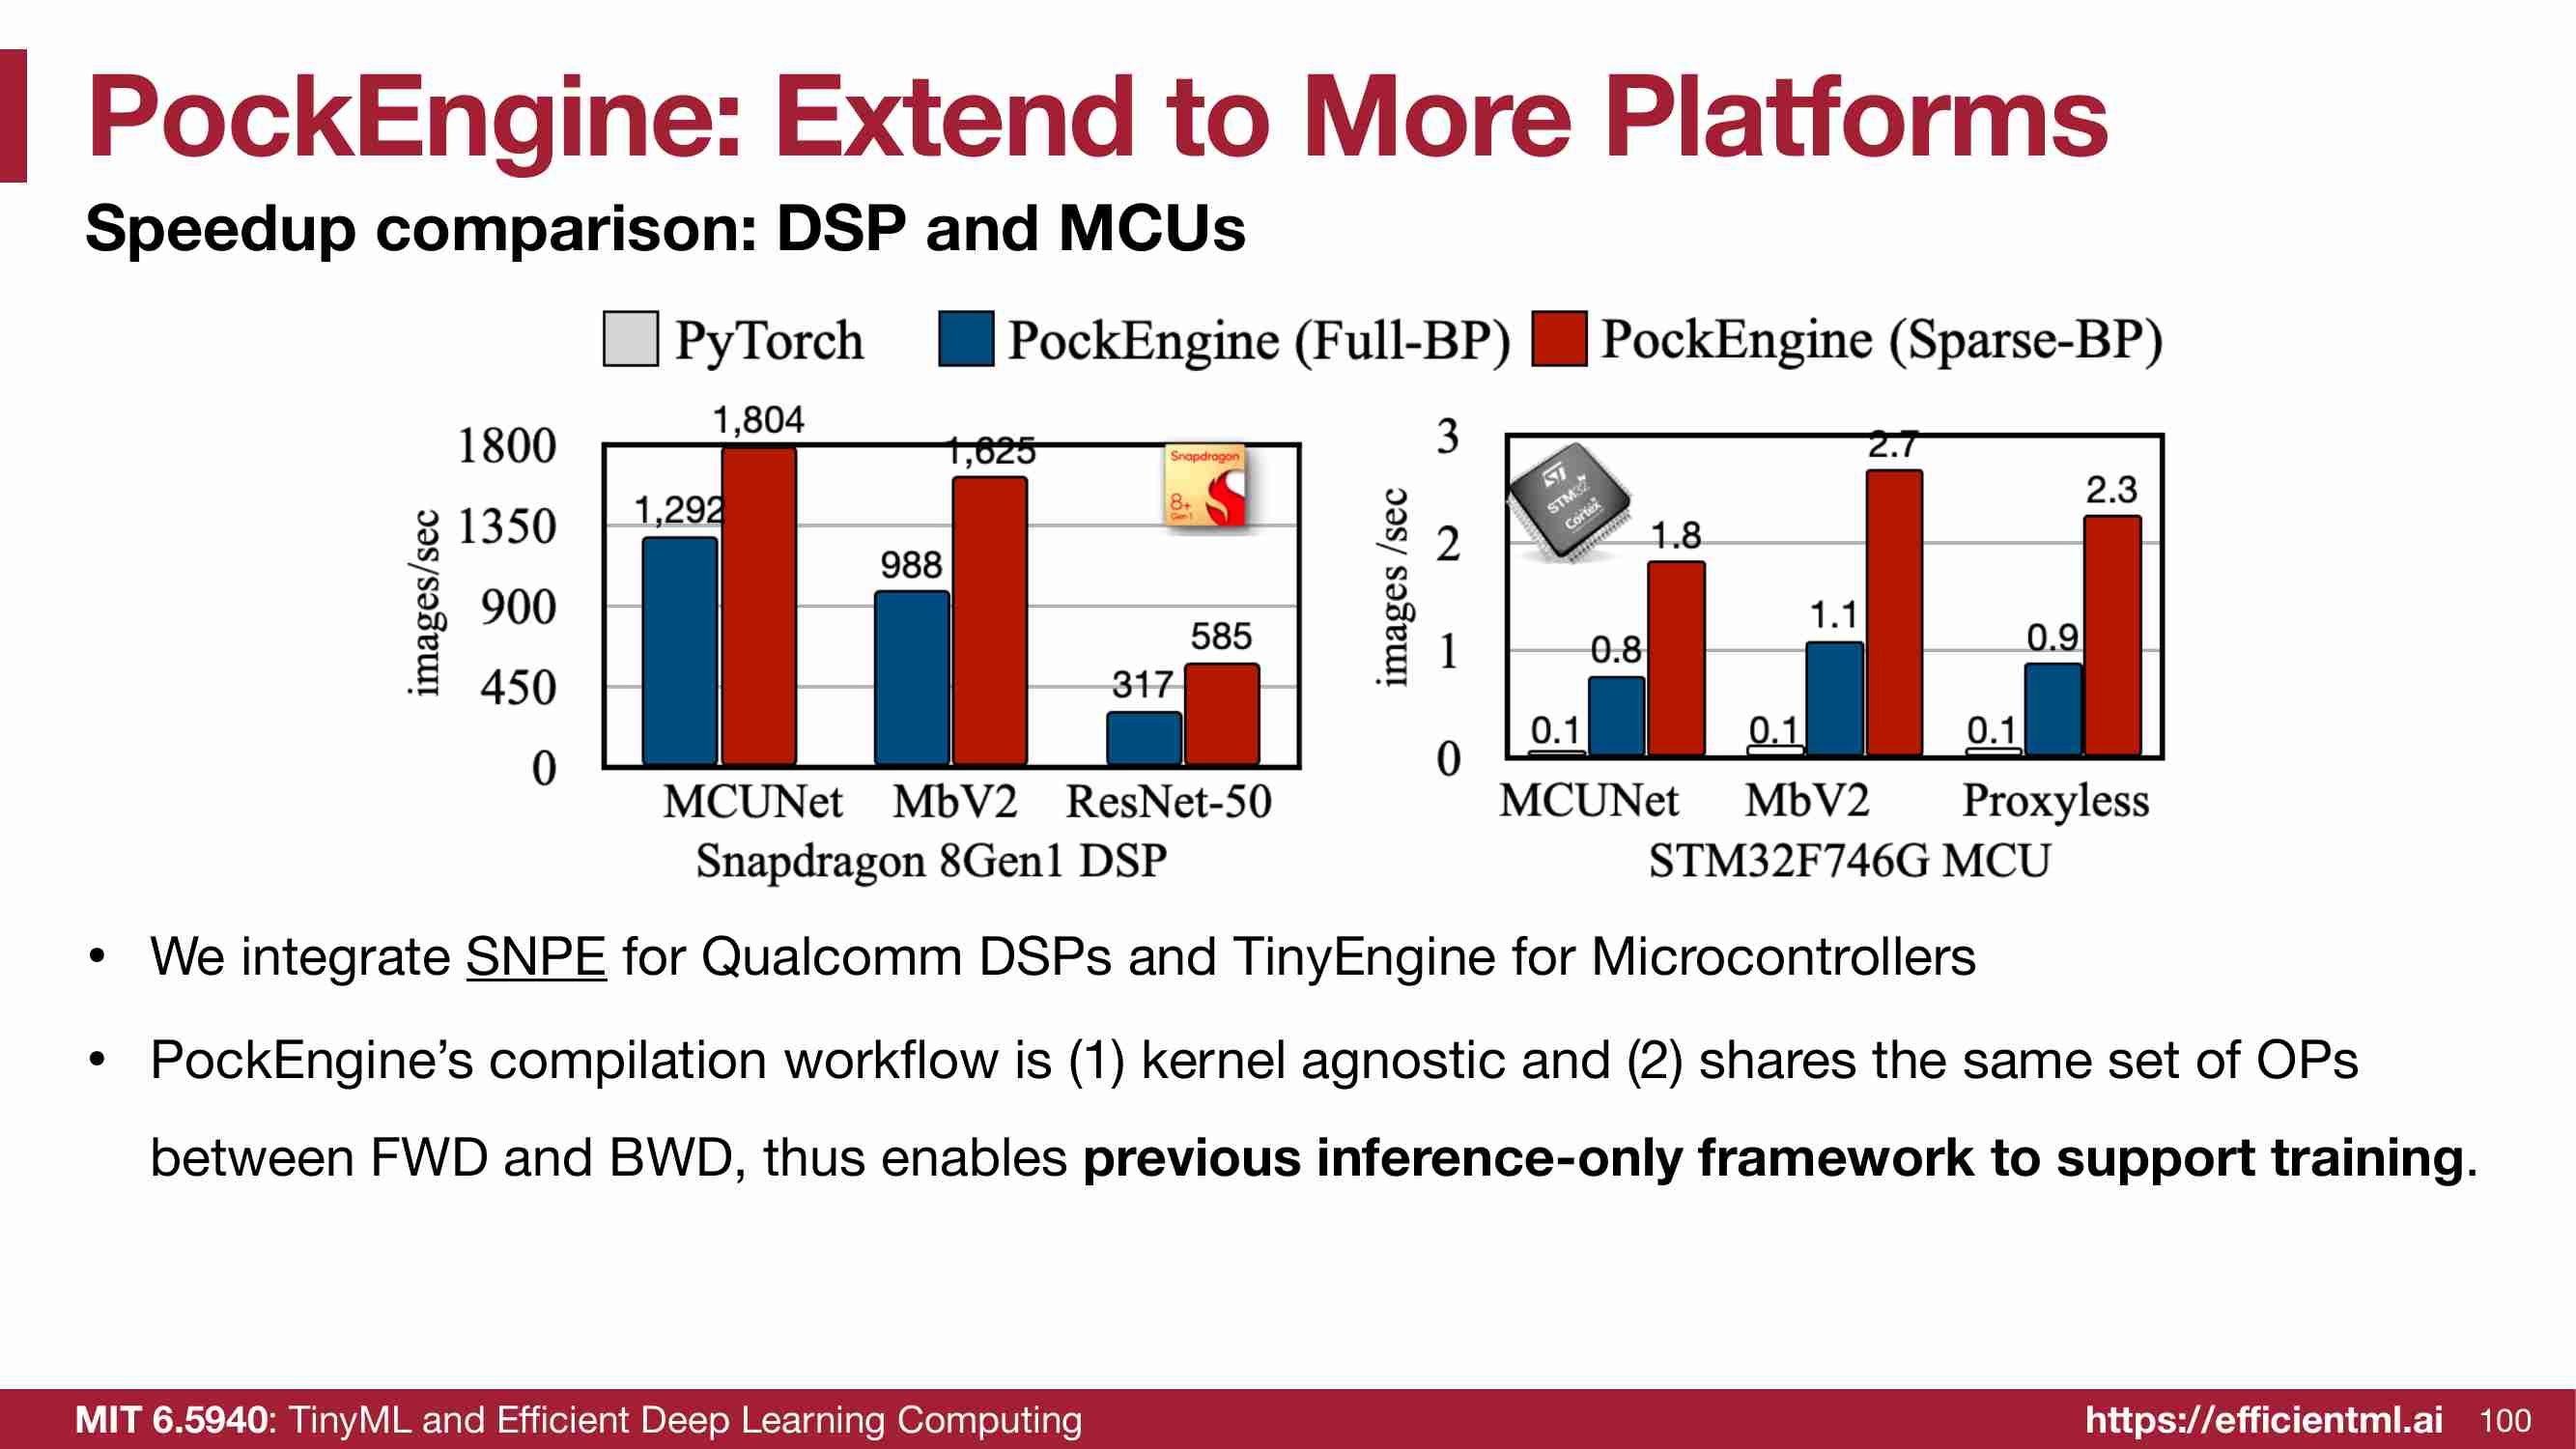 PockEngine: Extend to More Platforms
Speedup comparison: DSP and MCUs
PyTorch PockEngine (Full-BP) PockEngine (Sparse-BP)
images/sec
1800
1350
900
450
0
1,292
1,804
988
1,625
317
585
Snapdragon
8+
Gen 1
MCUNet MbV2 ResNet-50
Snapdragon 8Gen1 DSP
images /sec
3
2
1
0
STM32
Cortex
0.1
0.8
1.8
0.1
1.1
2.7
0.1
0.9
2.3
MCUNet MbV2 Proxyless
STM32F746G MCU
• We integrate SNPE for Qualcomm DSPs and TinyEngine for Microcontrollers
• PockEngine’s compilation workflow is (1) kernel agnostic and (2) shares the same set of OPs
between FWD and BWD, thus enables previous inference-only framework to support training.
MIT 6.5940: TinyML and Efficient Deep Learning Computing
https://efficientml.ai 100